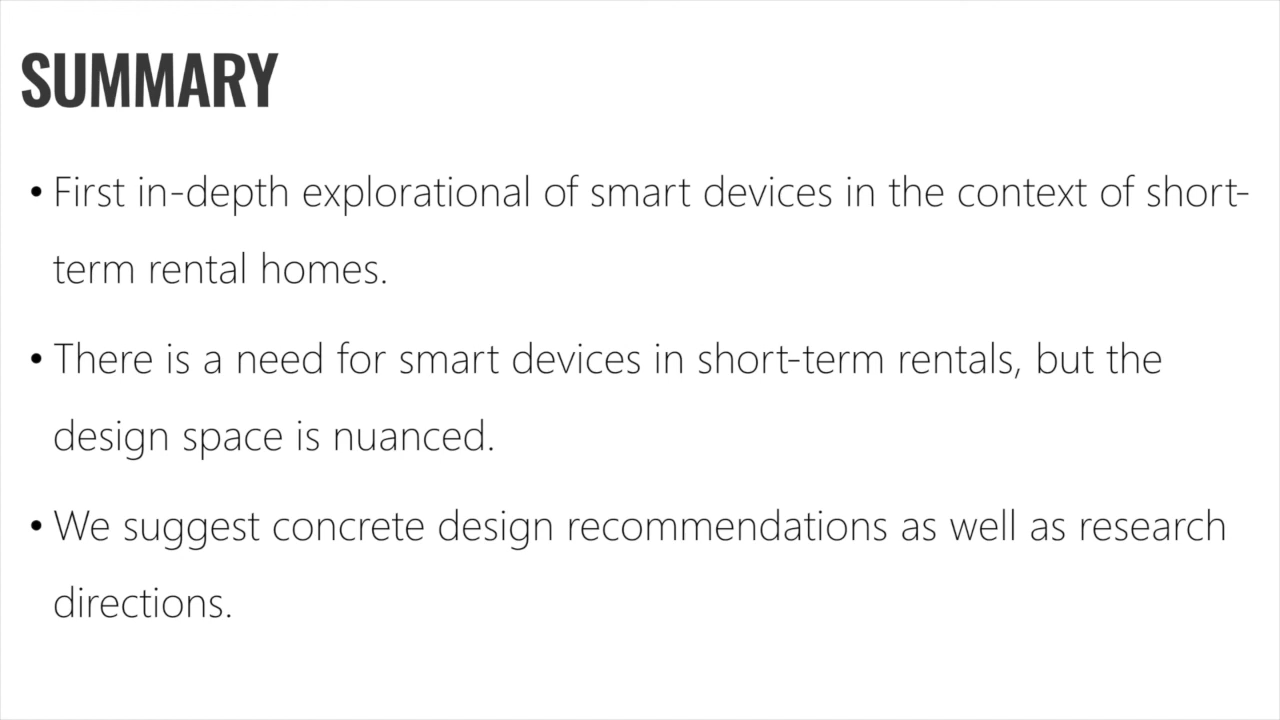 SUMMARY
• First in-depth explorational of smart devices in the context of short-
term rental homes.
• There is a need for smart devices in short-term rentals, but the
design space is nuanced.
• We suggest concrete design recommendations as well as research
directions.